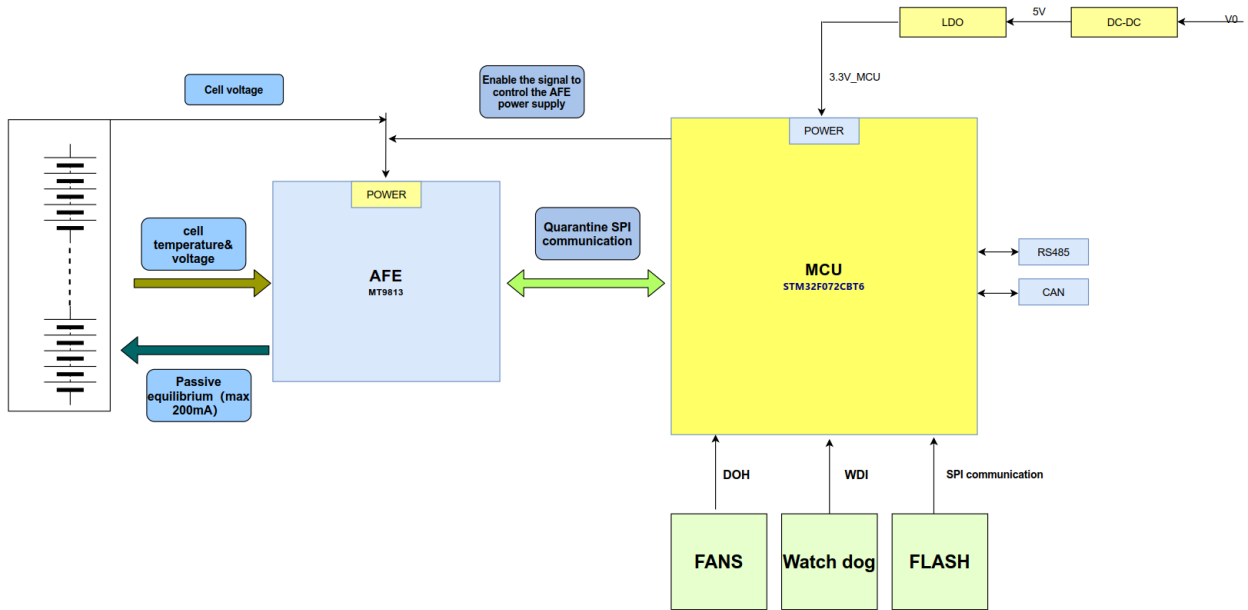 LDO
5V
DC-DC
V0
3.3V_MCU
Cell voltage
Enable the signal to
control the AFE
power supply
POWER
POWER
cell
temperature&
voltage
Quarantine SPI
communication
AFE
MT9813
MCU
STM32F072CBT6
RS485
CAN
Passive
equilibrium（max
200mA）
DOH
WDI
SPI communication
FANS
Watch dog
FLASH